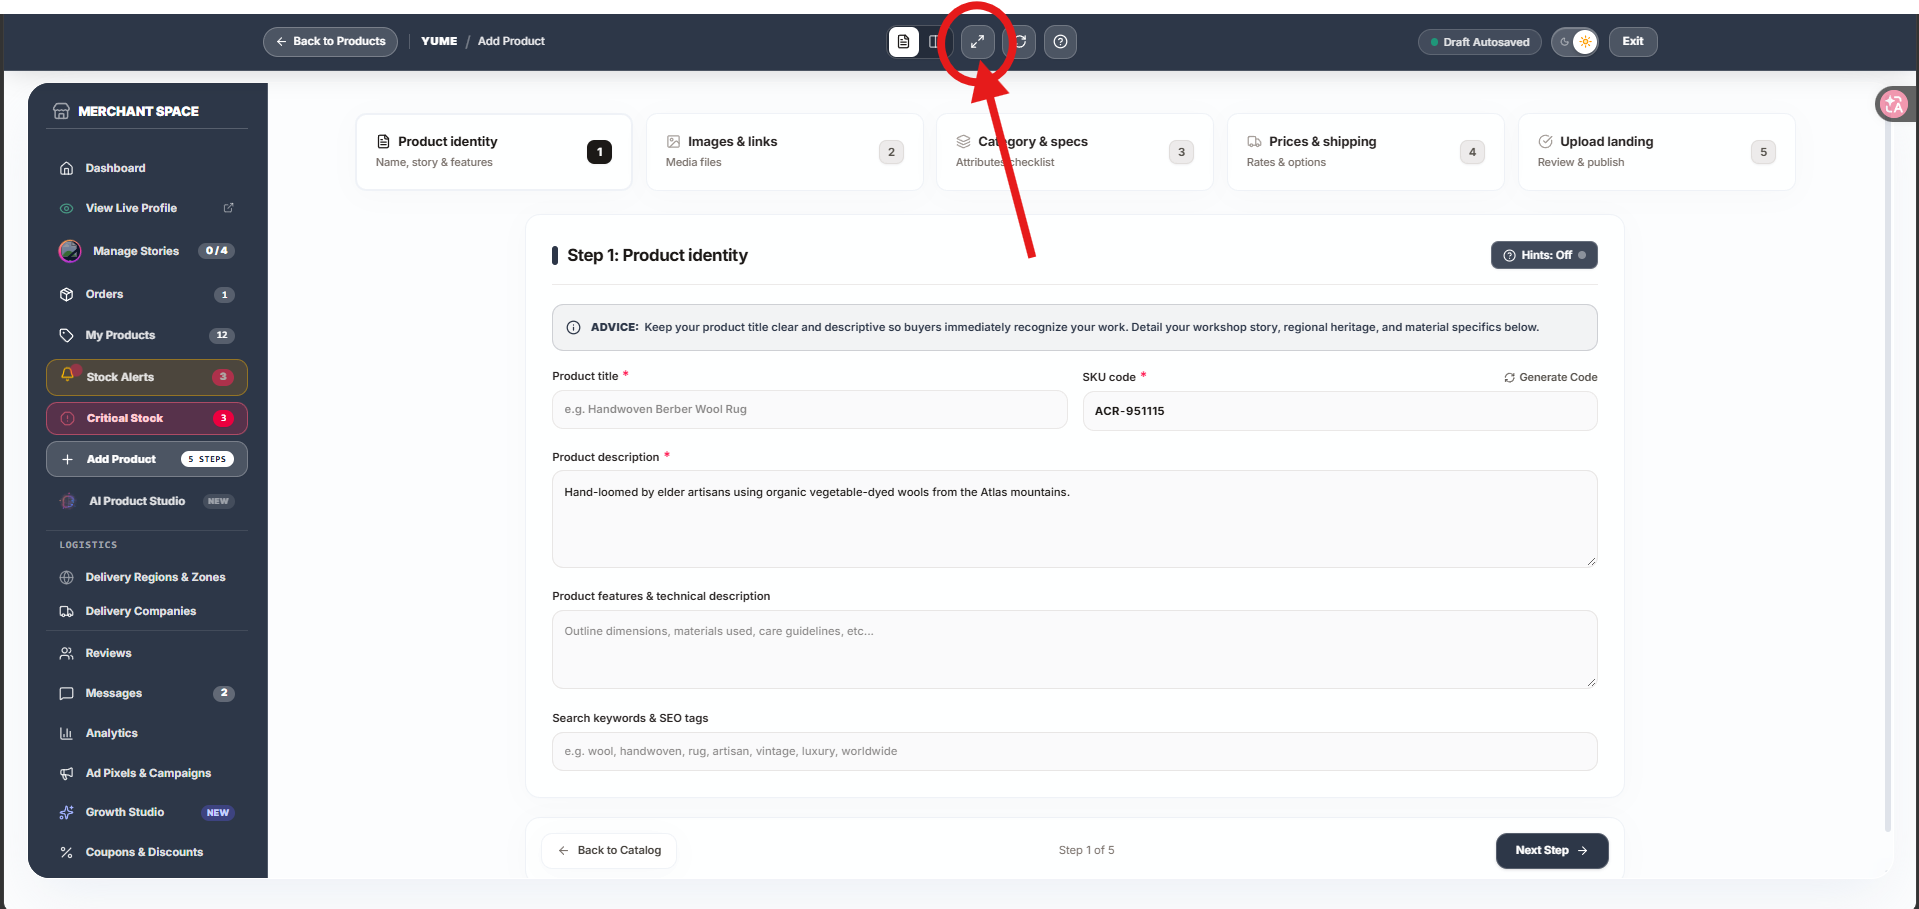 Back to Products
YUME / Add Product
Draft Autosaved
Exit
MERCHANT SPACE
Dashboard
View Live Profile
Manage Stories 0/4
Orders 1
My Products 12
Stock Alerts 3
Critical Stock 3
Add Product 5 STEPS
AI Product Studio NEW
LOGISTICS
Delivery Regions & Zones
Delivery Companies
Reviews
Messages 2
Analytics
Ad Pixels & Campaigns
Growth Studio NEW
Coupons & Discounts
Product identity 1
Name, story & features
Images & links 2
Media files
Category & specs 3
Attributes checklist
Prices & shipping 4
Rates & options
Upload landing 5
Review & publish
Step 1: Product identity
Hints: Off
ADVICE: Keep your product title clear and descriptive so buyers immediately recognize your work. Detail your workshop story, regional heritage, and material specifics below.
Product title *
e.g. Handwoven Berber Wool Rug
SKU code *
Generate Code
ACR-951115
Product description *
Hand-loomed by elder artisans using organic vegetable-dyed wools from the Atlas mountains.
Product features & technical description
Outline dimensions, materials used, care guidelines, etc...
Search keywords & SEO tags
e.g. wool, handwoven, rug, artisan, vintage, luxury, worldwide
Back to Catalog
Step 1 of 5
Next Step